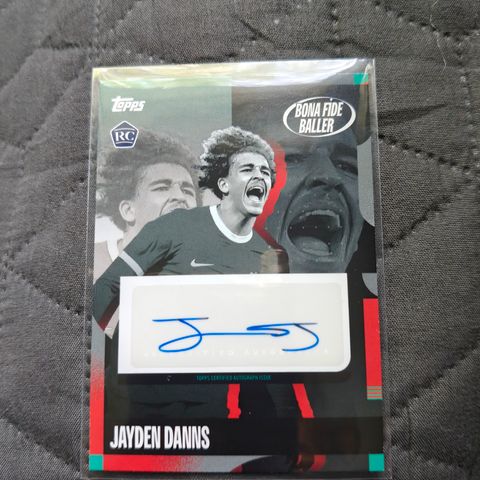 Topps
BONA FIDE
BALLER
RC
TOPPS CERTIFIED AUTOGRAPH ISSUE
JAYDEN DANNS